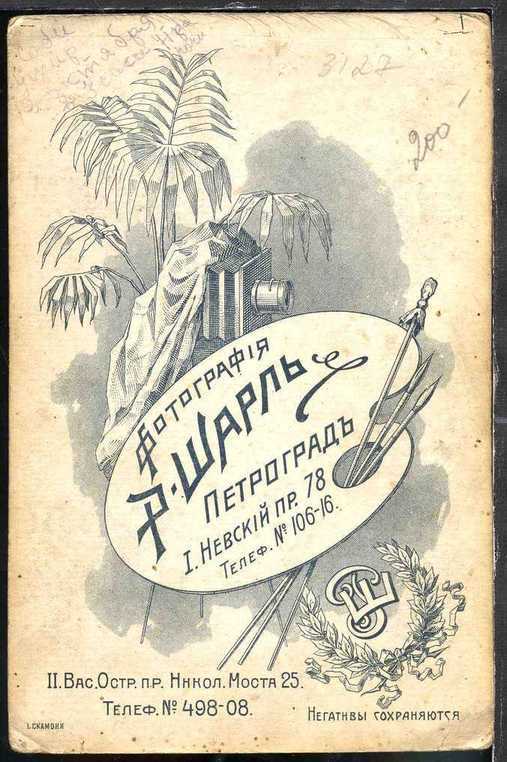 3127
200
Фотографія
Р. Шарль
Петроградъ
I. Невскій пр. 78
Телеф. № 106-16.
II. Вас. Остр. пр. Никол. Моста 25.
Телеф. № 498-08.
Негативы сохраняются